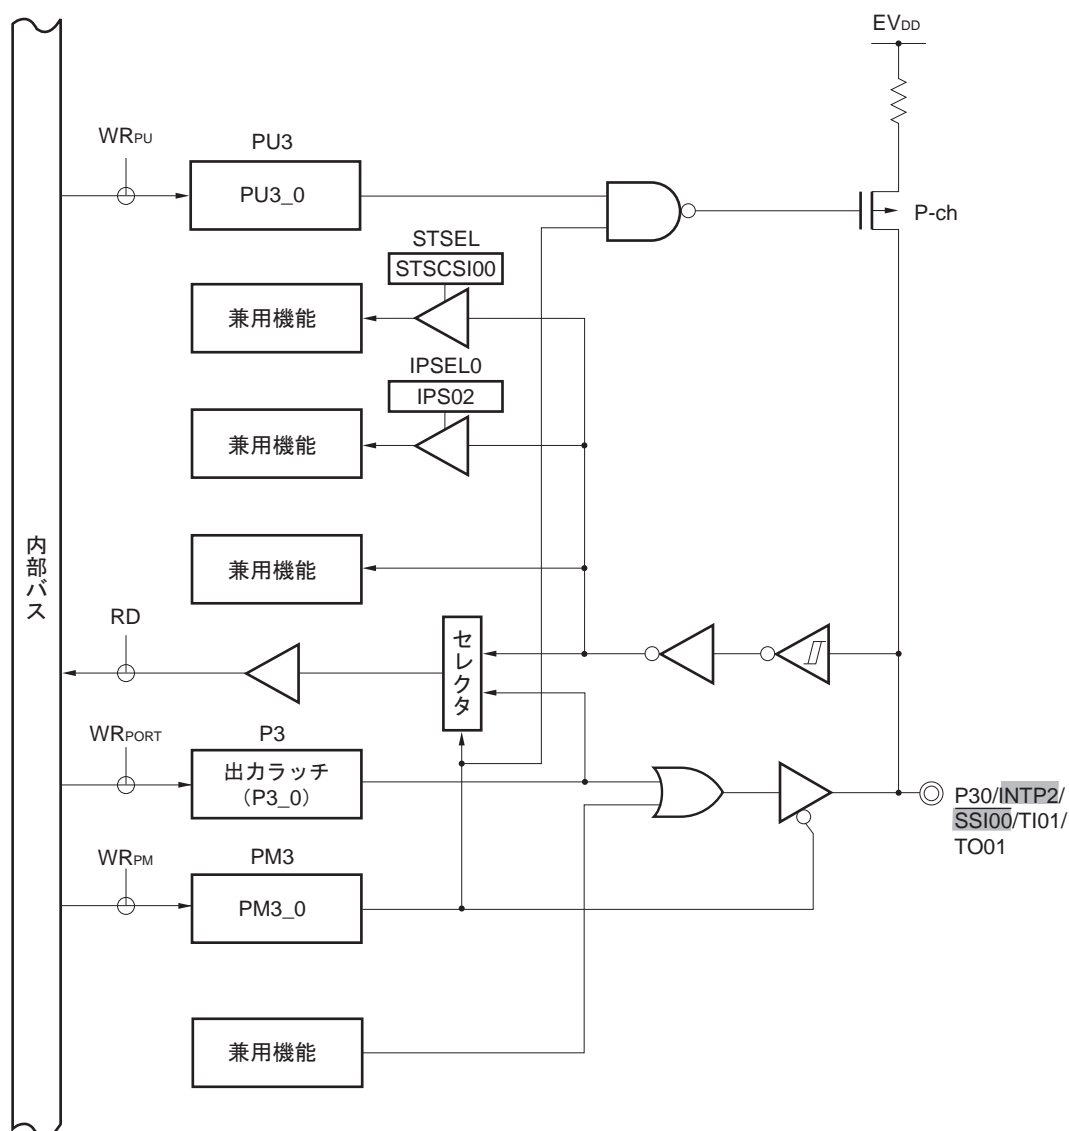 EVDD
WRPU
PU3
PU3_0
P-ch
STSEL
STSCSI00
兼用機能
IPSEL0
IPS02
兼用機能
兼用機能
内部バス
RD
セレクタ
WRPORT
P3
出力ラッチ
(P3_0)
P30/INTP2/
SSI00/TI01/
TO01
WRPM
PM3
PM3_0
兼用機能